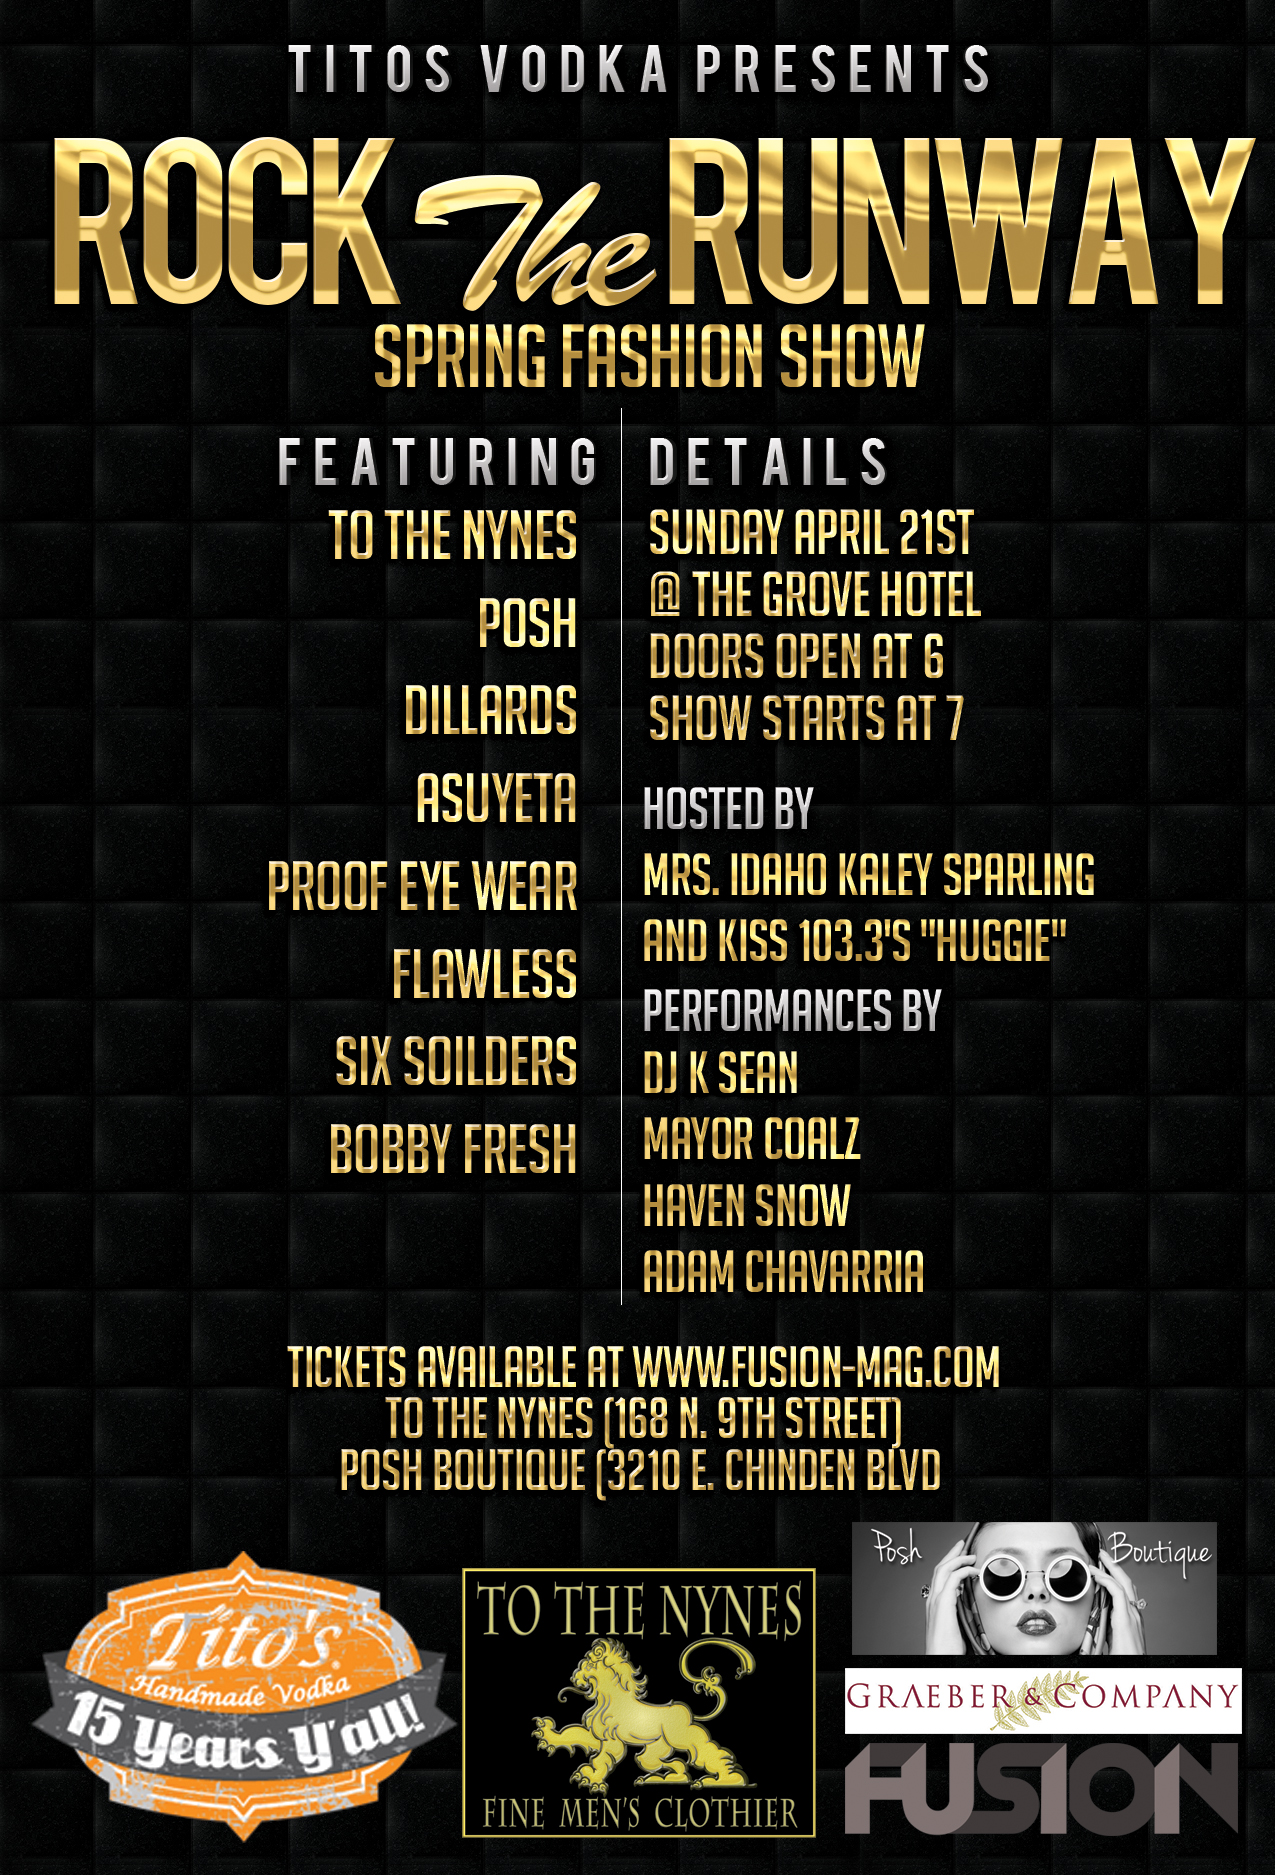 TITOS VODKA PRESENTS
ROCK The RUNWAY
SPRING FASHION SHOW
FEATURING
TO THE NYNES
POSH
DILLARDS
ASUYETA
PROOF EYE WEAR
FLAWLESS
SIX SOILDERS
BOBBY FRESH
DETAILS
SUNDAY APRIL 21ST
@ THE GROVE HOTEL
DOORS OPEN AT 6
SHOW STARTS AT 7
HOSTED BY
MRS. IDAHO KALEY SPARLING
AND KISS 103.3'S "HUGGIE"
PERFORMANCES BY
DJ K SEAN
MAYOR COALZ
HAVEN SNOW
ADAM CHAVARRIA
TICKETS AVAILABLE AT WWW.FUSION-MAG.COM
TO THE NYNES (168 N. 9TH STREET)
POSH BOUTIQUE (3210 E. CHINDEN BLVD
Tito's
Handmade Vodka
15 Years Y'all!
TO THE NYNES
FINE MEN'S CLOTHIER
Posh Boutique
GRAEBER & COMPANY
FUSION